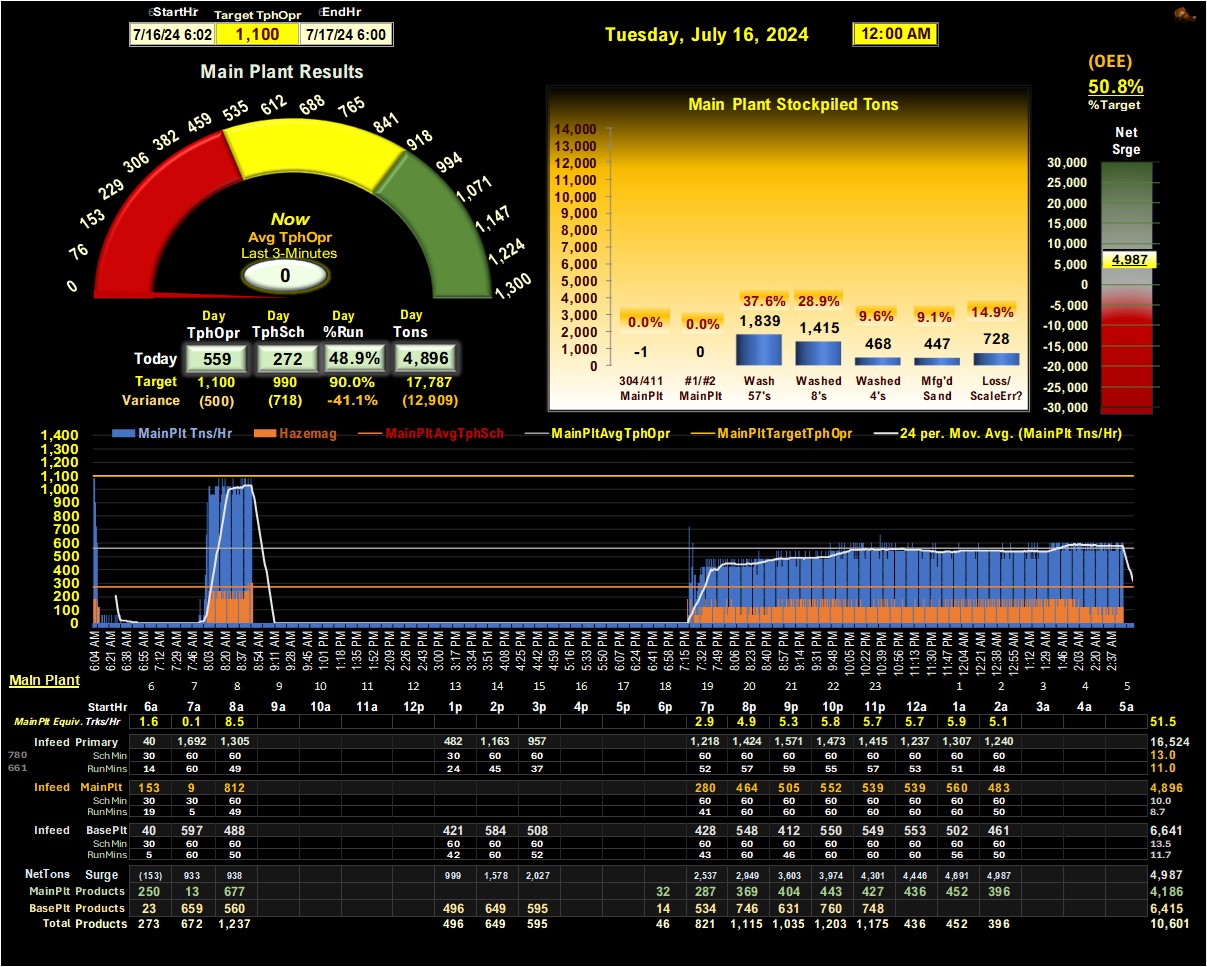 StartHr Target TphOpr EndHr
7/16/24 6:02 1,100 7/17/24 6:00
Tuesday, July 16, 2024 12:00 AM
(OEE)
50.8%
%Target
Main Plant Results
0 76 153 229 306 382 459 535 612 688 765 841 918 994 1,071 1,147 1,224 1,300
Now
Avg TphOpr
Last 3-Minutes
0
Day Day Day Day
TphOpr TphSch %Run Tons
Today 559 272 48.9% 4,896
Target 1,100 990 90.0% 17,787
Variance (500) (718) -41.1% (12,909)
Main Plant Stockpiled Tons
14,000
13,000
12,000
11,000
10,000
9,000
8,000
7,000
6,000
5,000
4,000
3,000
2,000
1,000
0
0.0% 0.0% 37.6% 28.9% 9.6% 9.1% 14.9%
-1 0 1,839 1,415 468 447 728
304/411 #1/#2 Wash Washed Washed Mfg'd Loss/
MainPlt MainPlt 57's 8's 4's Sand ScaleErr?
Net
Srge
30,000
25,000
20,000
15,000
10,000
5,000
0
-5,000
-10,000
-15,000
-20,000
-25,000
-30,000
4,987
MainPlt Tns/Hr Hazemag MainPltAvgTphSch MainPltAvgTphOpr MainPltTargetTphOpr 24 per. Mov. Avg. (MainPlt Tns/Hr)
1,400
1,300
1,200
1,100
1,000
900
800
700
600
500
400
300
200
100
0
6:04 AM 6:21 AM 6:38 AM 6:55 AM 7:12 AM 7:29 AM 7:46 AM 8:03 AM 8:20 AM 8:37 AM 8:54 AM 9:11 AM 9:28 AM 9:45 AM 1:01 PM 1:18 PM 1:35 PM 1:52 PM 2:09 PM 2:26 PM 2:43 PM 3:00 PM 3:17 PM 3:34 PM 3:51 PM 4:08 PM 4:25 PM 4:42 PM 4:59 PM 5:16 PM 5:33 PM 5:50 PM 6:07 PM 6:24 PM 6:41 PM 6:58 PM 7:15 PM 7:32 PM 7:49 PM 8:06 PM 8:23 PM 8:40 PM 8:57 PM 9:14 PM 9:31 PM 9:48 PM 10:05 PM 10:22 PM 10:39 PM 10:56 PM 11:13 PM 11:30 PM 11:47 PM 12:04 AM 12:21 AM 12:38 AM 12:55 AM 1:12 AM 1:29 AM 1:46 AM 2:03 AM 2:20 AM 2:37 AM
Main Plant 6 7 8 9 10 11 12 13 14 15 16 17 18 19 20 21 22 23 1 2 3 4 5
StartHr 6a 7a 8a 9a 10a 11a 12p 1p 2p 3p 4p 5p 6p 7p 8p 9p 10p 11p 12a 1a 2a 3a 4a 5a
MainPlt Equiv. Trks/Hr 1.6 0.1 8.5 2.9 4.9 5.3 5.8 5.7 5.7 5.9 5.1 51.5
Infeed Primary 40 1,692 1,305 482 1,163 957 1,218 1,424 1,571 1,473 1,415 1,237 1,307 1,240 16,524
780 Sch Min 30 60 60 30 60 60 60 60 60 60 60 60 60 60 13.0
661 RunMins 14 60 49 24 45 37 52 57 59 55 57 53 51 48 11.0
Infeed MainPlt 153 9 812 280 464 505 552 539 539 560 483 4,896
Sch Min 30 30 60 60 60 60 60 60 60 60 60 10.0
RunMins 19 5 49 41 60 60 60 60 60 60 50 8.7
Infeed BasePlt 40 597 488 421 584 508 428 548 412 550 549 553 502 461 6,641
Sch Min 30 60 60 60 60 60 60 60 60 60 60 60 60 60 13.5
RunMins 5 60 50 42 60 52 43 60 46 60 60 60 56 50 11.7
NetTons Surge (153) 933 938 999 1,578 2,027 2,537 2,949 3,603 3,974 4,301 4,446 4,691 4,987 4,987
MainPlt Products 250 13 677 32 287 369 404 443 427 436 452 396 4,186
BasePlt Products 23 659 560 496 649 595 14 534 746 631 760 748 6,415
Total Products 273 672 1,237 496 649 595 46 821 1,115 1,035 1,203 1,175 436 452 396 10,601